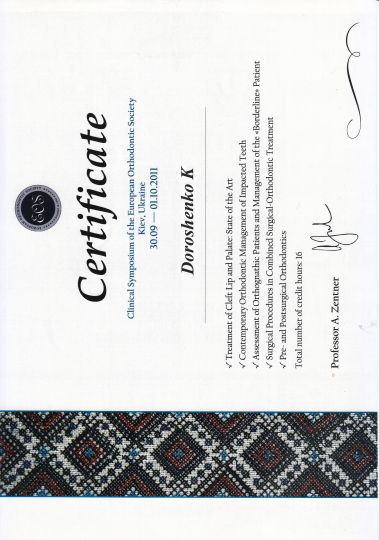 Certificate
Clinical Symposium of the European Orthodontic Society
Kiev, Ukraine
30.09 — 01.10.2011
Doroshenko K
✓ Treatment of Cleft Lip and Palate: State of the Art
✓ Contemporary Orthodontic Management of Impacted Teeth
✓ Assessment of Orthognathic Patients and Management of the «Borderline» Patient
✓ Surgical Procedures in Combined Surgical-Orthodontic Treatment
✓ Pre- and Postsurgical Orthodontics
Total number of credit hours: 16
Professor A. Zentner